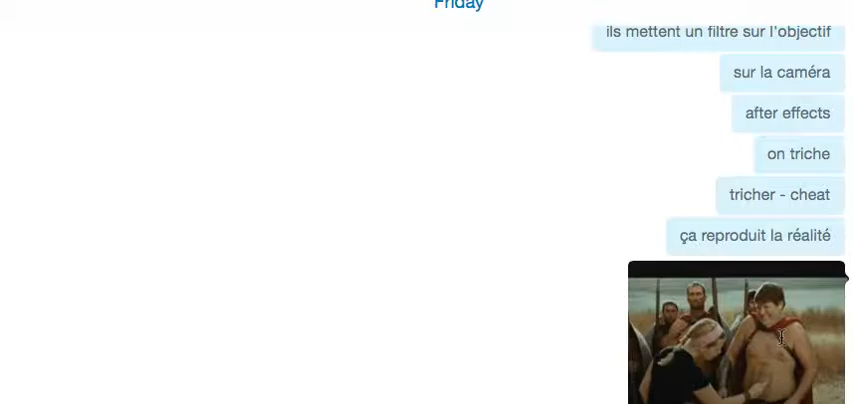 Friday
ils mettent un filtre sur l'objectif
sur la caméra
after effects
on triche
tricher - cheat
ça reproduit la réalité